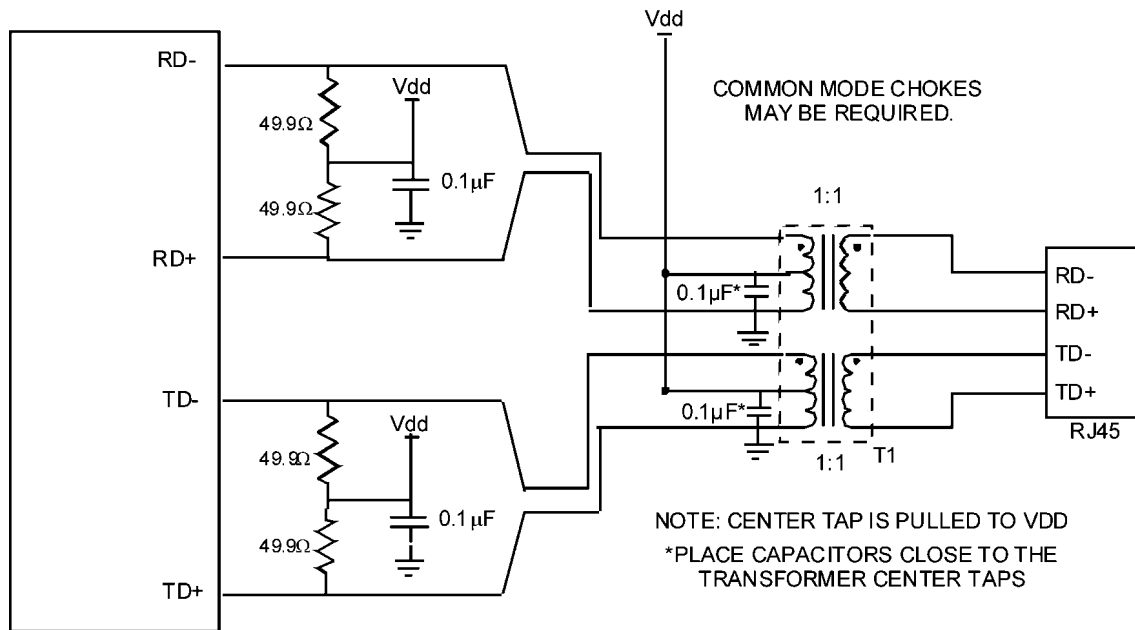 Vdd
RD-
49.9Ω
Vdd
0.1µF
49.9Ω
RD+
COMMON MODE CHOKES
MAY BE REQUIRED.
1:1
0.1µF*
RD-
RD+
TD-
TD+
RJ45
0.1µF*
1:1
T1
TD-
49.9Ω
Vdd
0.1µF
49.9Ω
TD+
NOTE: CENTER TAP IS PULLED TO VDD
*PLACE CAPACITORS CLOSE TO THE
TRANSFORMER CENTER TAPS